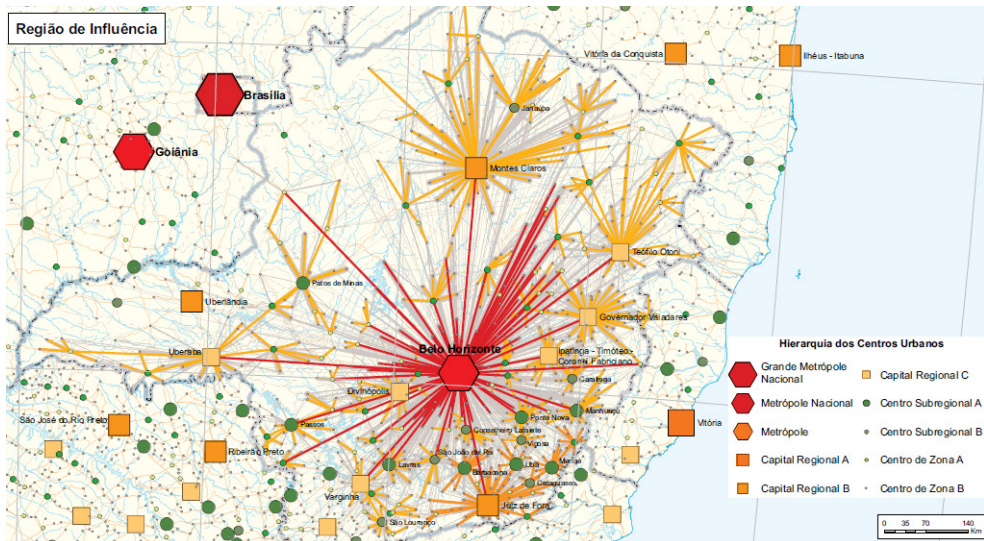 Região de Influência
Vitória da Conquista
Ilhéus - Itabuna
Brasília
Janaúba
Goiânia
Montes Claros
Teófilo Otoni
Patos de Minas
Uberlândia
Governador Valadares
Belo Horizonte
Uberaba
Ipatinga - Timóteo -
Coronel Fabriciano
Caratinga
Divinópolis
Manhuaçu
Ponte Nova
São José do Rio Preto
Passos
Conselheiro Lafaiete
Viçosa
Vitória
São João del Rei
Ribeirão Preto
Lavras
Barbacena
Ubá
Muriaé
Cataguases
Varginha
Juiz de Fora
São Lourenço
Hierarquia dos Centros Urbanos
Grande Metrópole
Nacional
Metrópole Nacional
Metrópole
Capital Regional A
Capital Regional B
Capital Regional C
Centro Subregional A
Centro Subregional B
Centro de Zona A
Centro de Zona B
0 35 70 140
Km